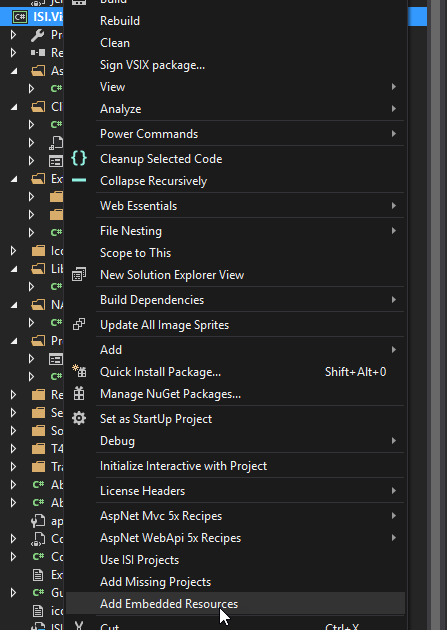 Build
C# ISI.Vi
Rebuild
Clean
Sign VSIX package...
View
Analyze
Power Commands
Cleanup Selected Code
Collapse Recursively
Web Essentials
File Nesting
Scope to This
New Solution Explorer View
Build Dependencies
Update All Image Sprites
Add
Quick Install Package... Shift+Alt+0
Manage NuGet Packages...
Set as StartUp Project
Debug
Initialize Interactive with Project
License Headers
AspNet Mvc 5x Recipes
AspNet WebApi 5x Recipes
Use ISI Projects
Add Missing Projects
Add Embedded Resources
Cut Ctrl+X
Pr
Re
As
C#
Cl
C#
Ex
C#
Ico
Lib
C#
NA
C#
Pr
C#
Re
Se
So
T4
Tra
C# Ab
C# Ab
ap
Co
C# Co
Ex
C# Gu
ico
ISI